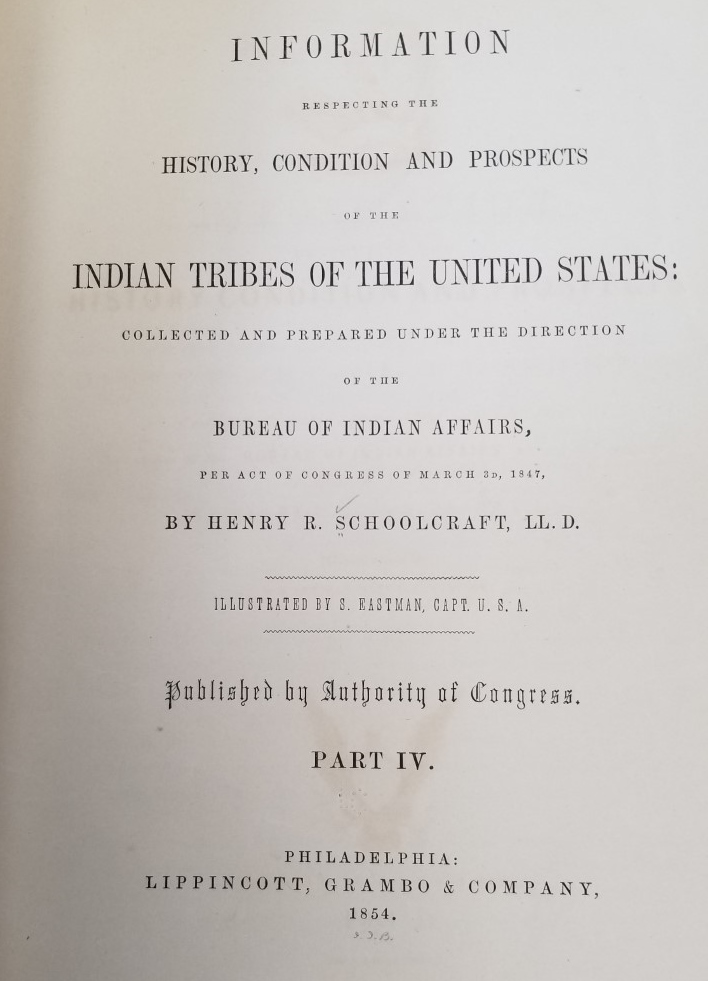 INFORMATION
RESPECTING THE
HISTORY, CONDITION AND PROSPECTS
OF THE
INDIAN TRIBES OF THE UNITED STATES:
COLLECTED AND PREPARED UNDER THE DIRECTION
OF THE
BUREAU OF INDIAN AFFAIRS,
PER ACT OF CONGRESS OF MARCH 3D, 1847,
BY HENRY R. SCHOOLCRAFT, LL. D.
ILLUSTRATED BY S. EASTMAN, CAPT. U. S. A.
Published by Authority of Congress.
PART IV.
PHILADELPHIA:
LIPPINCOTT, GRAMBO & COMPANY,
1854.